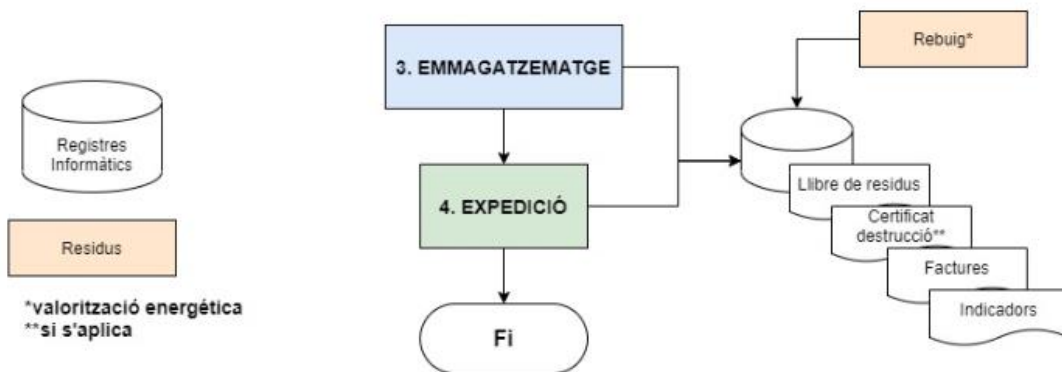 Rebuig*
3. EMMAGATZEMATGE
Registres
Informàtics
Llibre de residus
4. EXPEDICIÓ
Certificat
destrucció**
Residus
Factures
*valorització energética
**si s'aplica
Indicadors
Fi